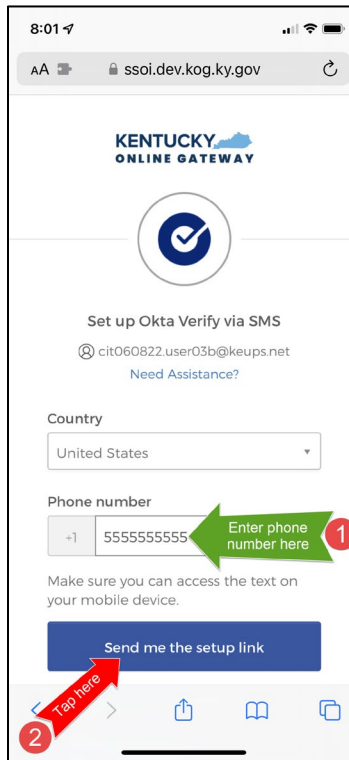 8:01
AA ssoi.dev.kog.ky.gov
KENTUCKY
ONLINE GATEWAY
Set up Okta Verify via SMS
cit060822.user03b@keups.net
Need Assistance?
Country
United States
Phone number
+1 5555555555
Enter phone
number here
1
Make sure you can access the text on
your mobile device.
Send me the setup link
Tap here
2